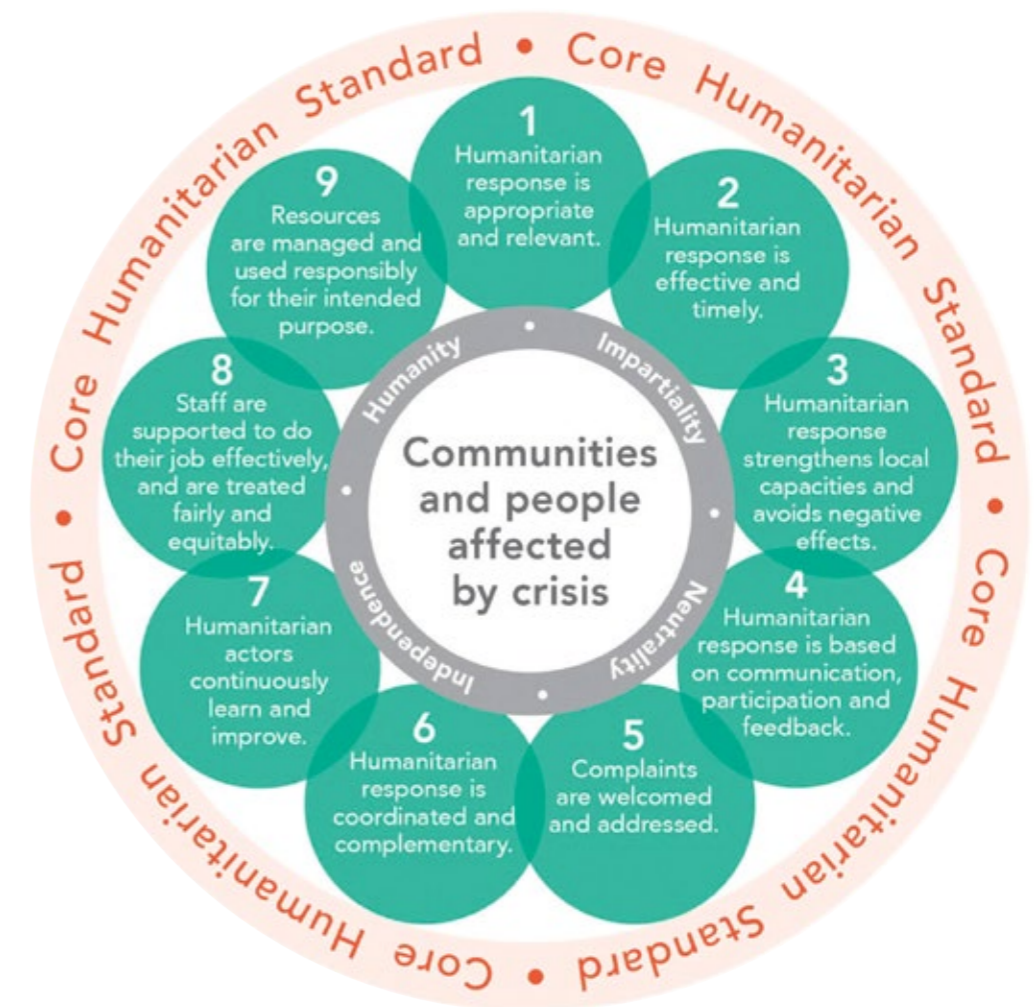 Core Humanitarian Standard • Core Humanitarian Standard • Core Humanitarian Standard • Core Humanitarian Standard •
1
Humanitarian
response is
appropriate
and relevant.
2
Humanitarian
response is
effective and
timely.
3
Humanitarian
response
strengthens local
capacities and
avoids negative
effects.
4
Humanitarian
response is based
on communication,
participation and
feedback.
5
Complaints
are welcomed
and addressed.
6
Humanitarian
response is
coordinated and
complementary.
7
Humanitarian
actors
continuously
learn and
improve.
8
Staff are
supported to do
their job effectively,
and are treated
fairly and
equitably.
9
Resources
are managed and
used responsibly
for their intended
purpose.
Humanity • Impartiality • Neutrality • Independence •
Communities
and people
affected
by crisis